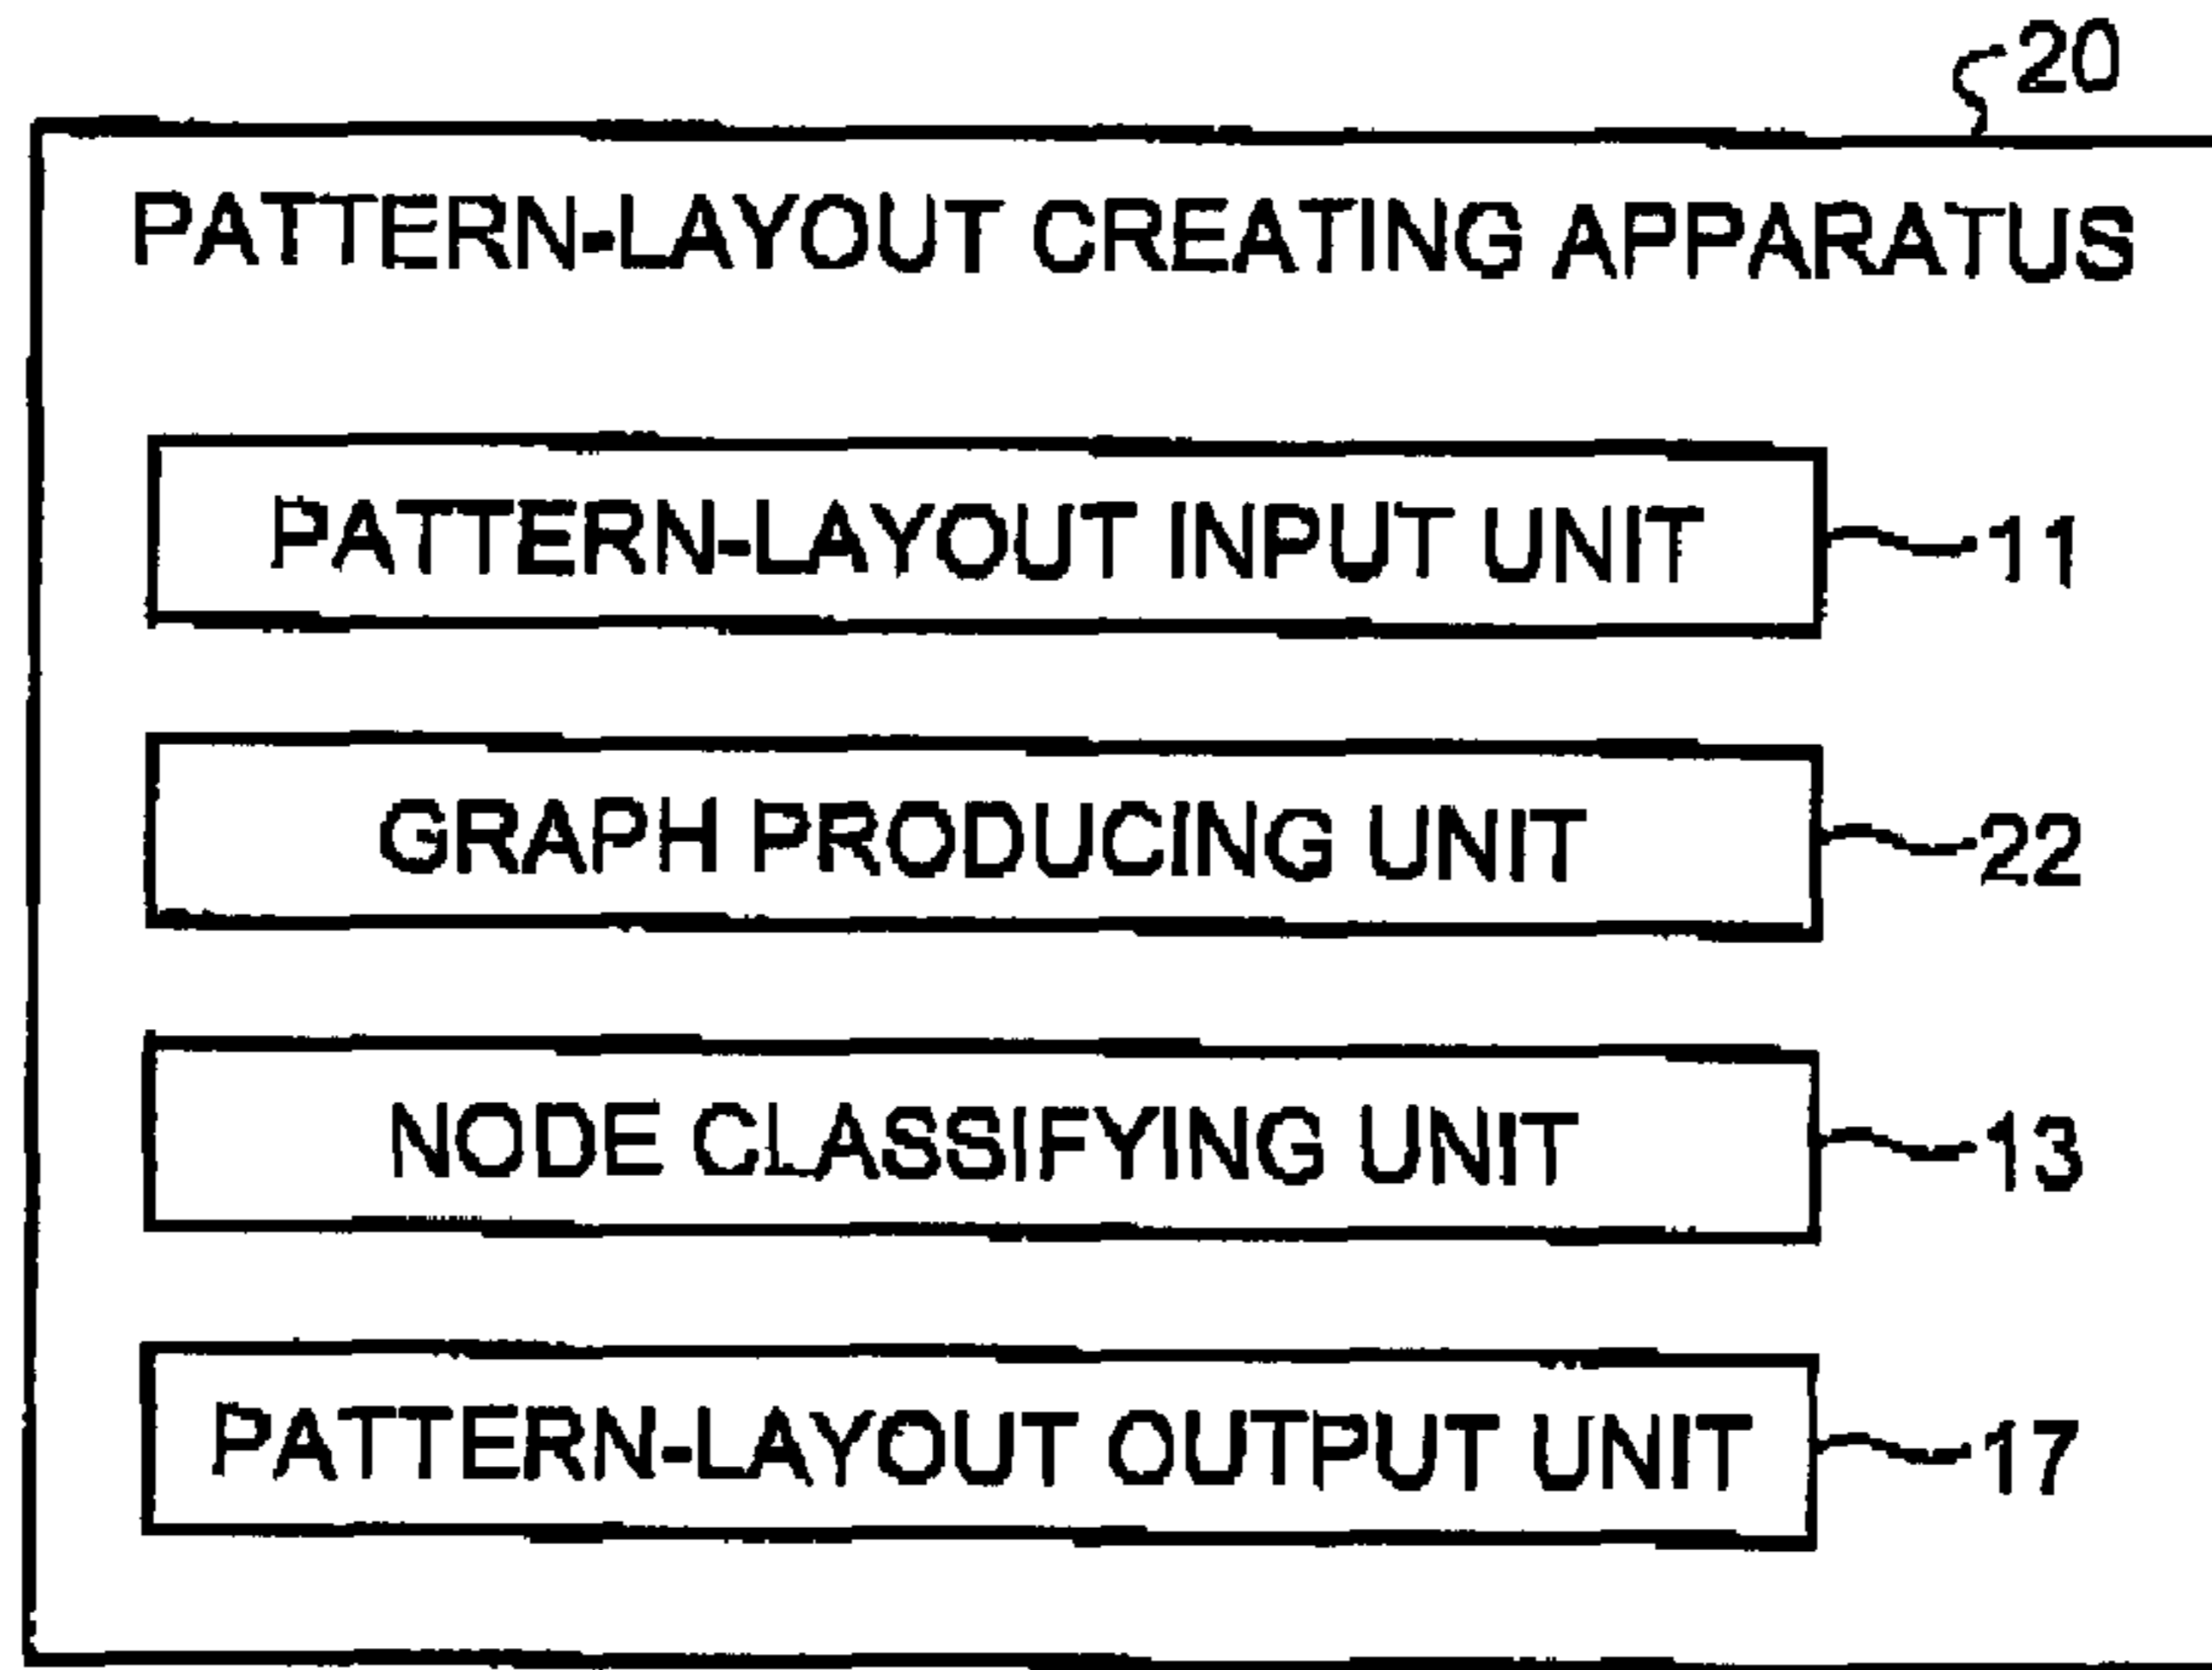 20
PATTERN-LAYOUT CREATING APPARATUS
PATTERN-LAYOUT INPUT UNIT 11
GRAPH PRODUCING UNIT 22
NODE CLASSIFYING UNIT 13
PATTERN-LAYOUT OUTPUT UNIT 17